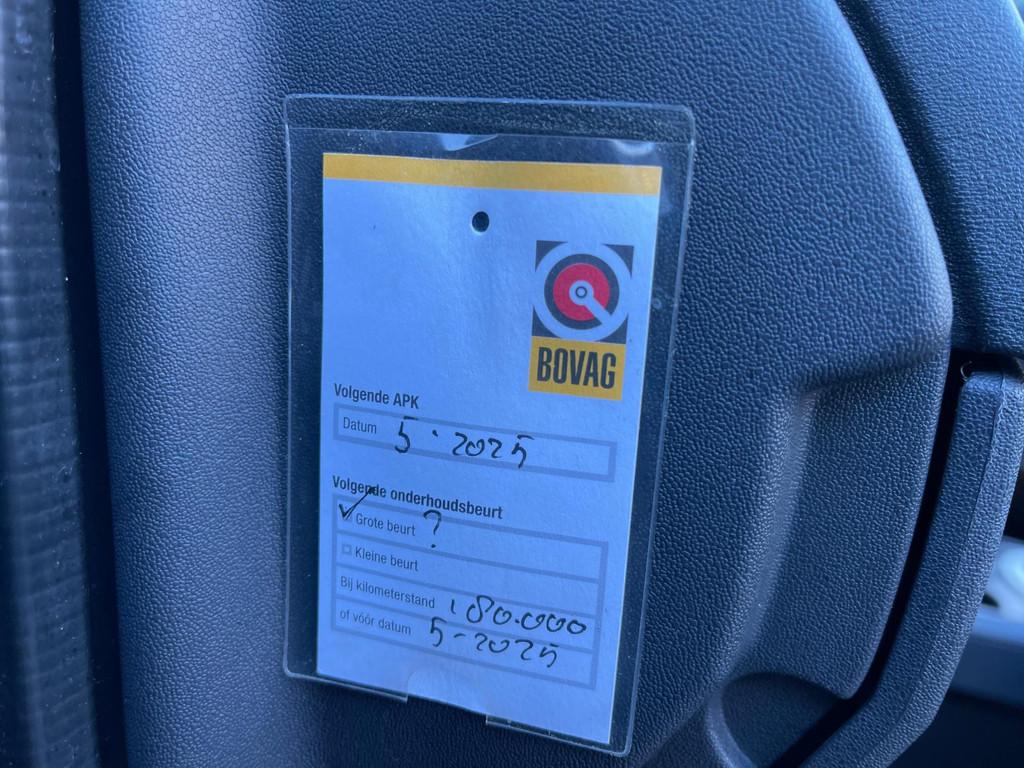 BOVAG
Volgende APK
Datum 5 · 2025
Volgende onderhoudsbeurt
Grote beurt ?
Kleine beurt
Bij kilometerstand 180.000
of vóór datum 5-2025